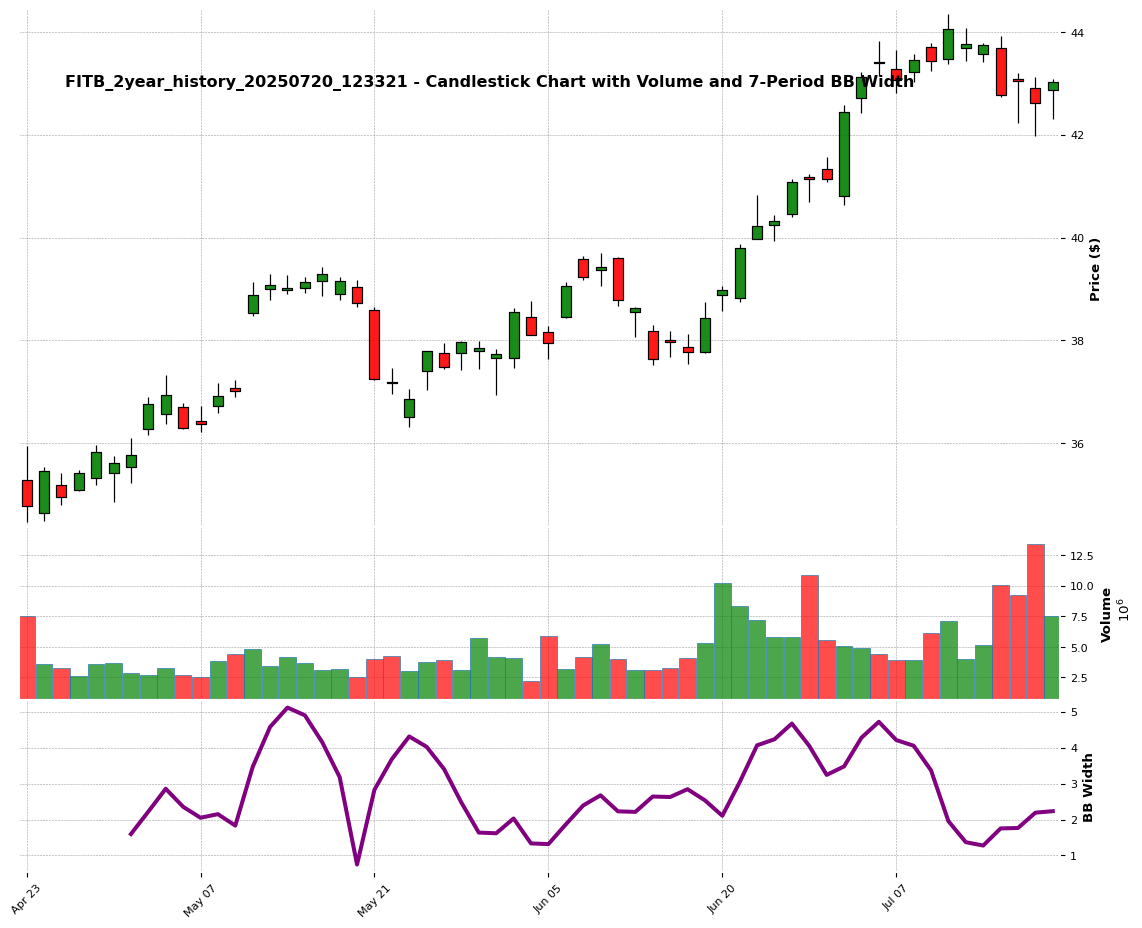 FITB_2year_history_20250720_123321 - Candlestick Chart with Volume and 7-Period BB Width
44
42
40
38
36
Price ($)
12.5
10.0
7.5
5.0
2.5
Volume
10^6
5
4
3
2
1
BB Width
Apr 23
May 07
May 21
Jun 05
Jun 20
Jul 07